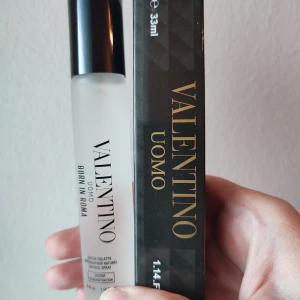 VALENTINO
UOMO
BORN IN ROMA
VALENTINO
UOMO
e 33ml
1.14.F